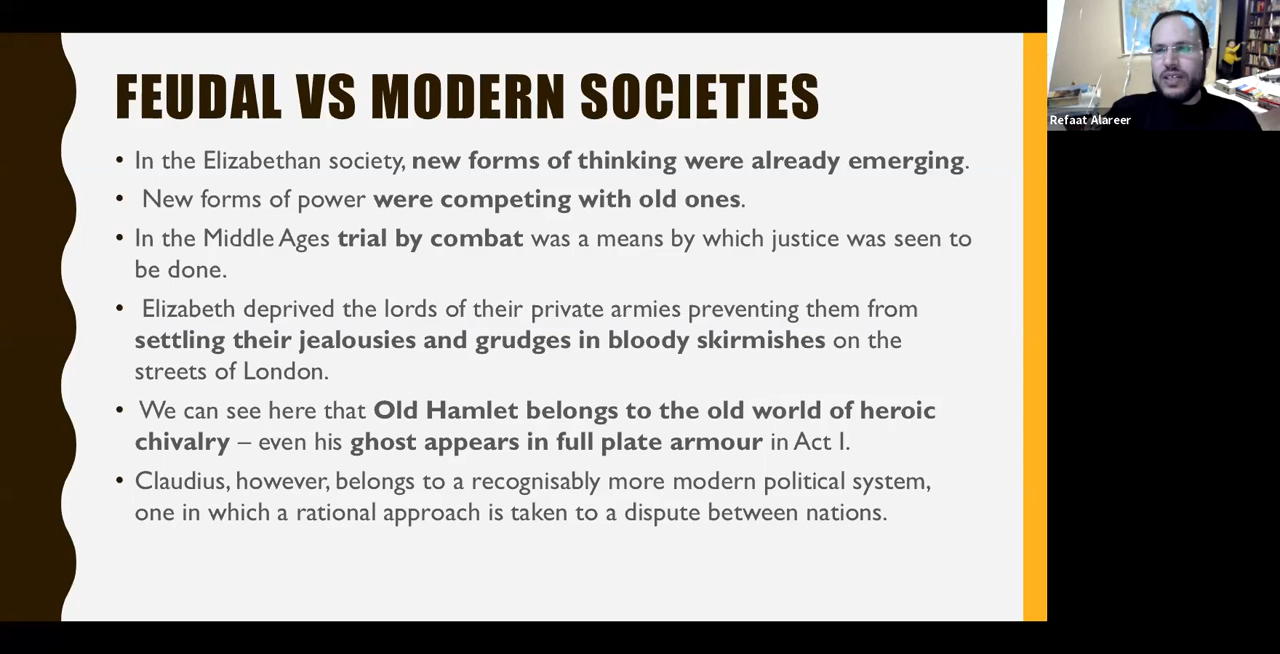 FEUDAL VS MODERN SOCIETIES
• In the Elizabethan society, new forms of thinking were already emerging.
• New forms of power were competing with old ones.
• In the Middle Ages trial by combat was a means by which justice was seen to
be done.
• Elizabeth deprived the lords of their private armies preventing them from
settling their jealousies and grudges in bloody skirmishes on the
streets of London.
• We can see here that Old Hamlet belongs to the old world of heroic
chivalry – even his ghost appears in full plate armour in Act I.
• Claudius, however, belongs to a recognisably more modern political system,
one in which a rational approach is taken to a dispute between nations.
Refaat Alareer